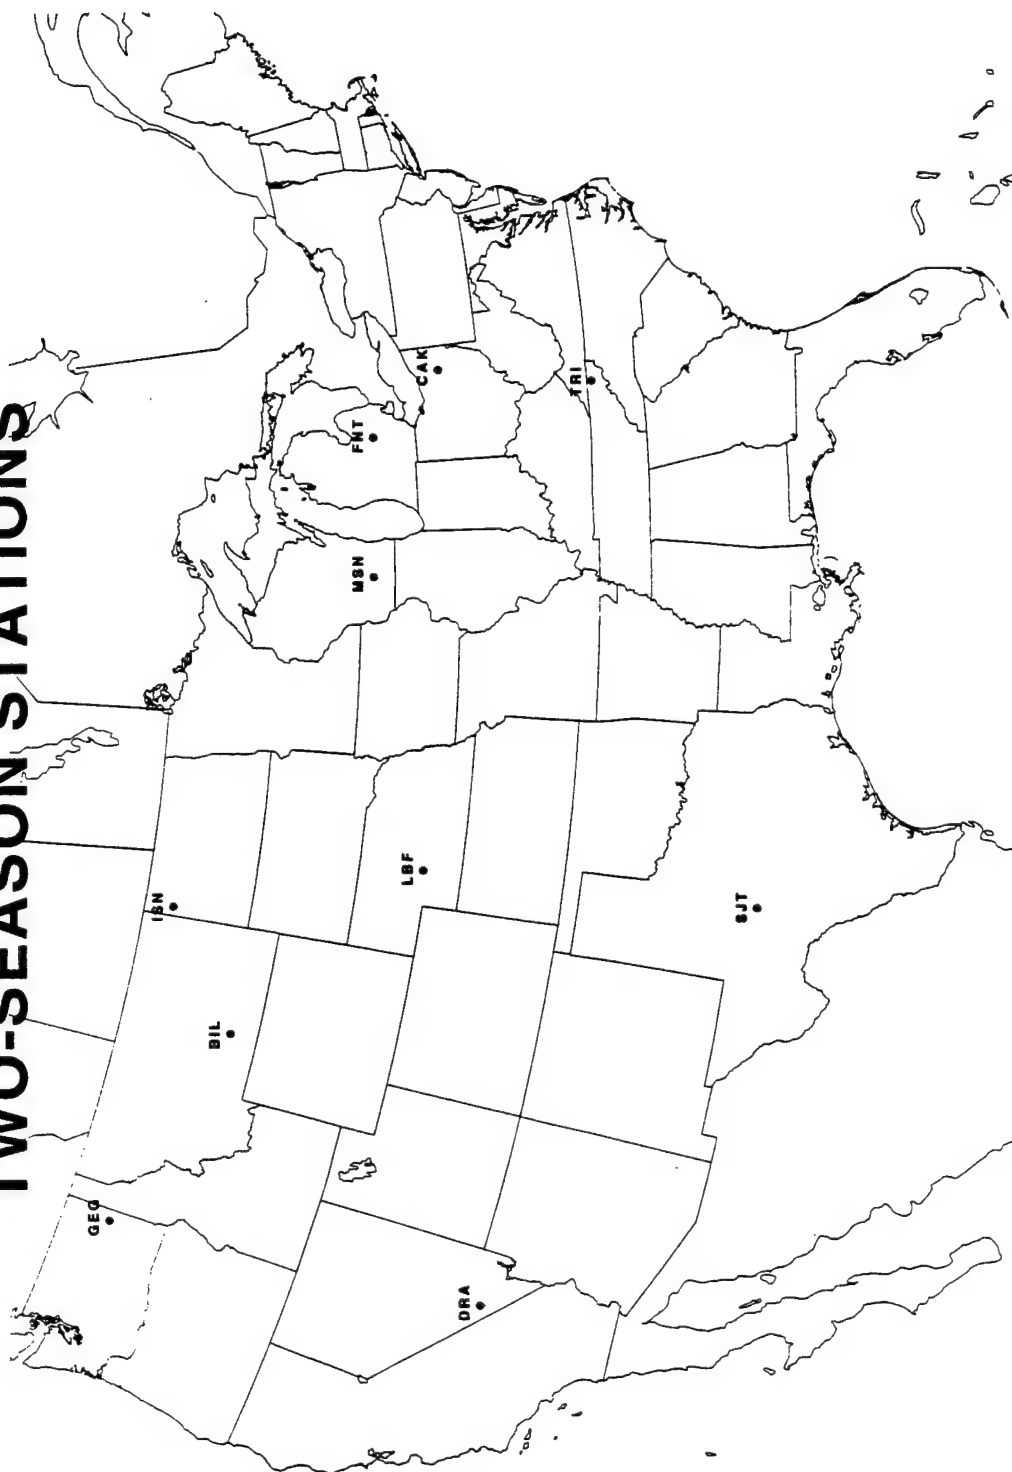 TWO-SEASON STATIONS
GEG
BIL
ISN
MSN
FNT
CAK
LBF
DRA
TRI
SJT